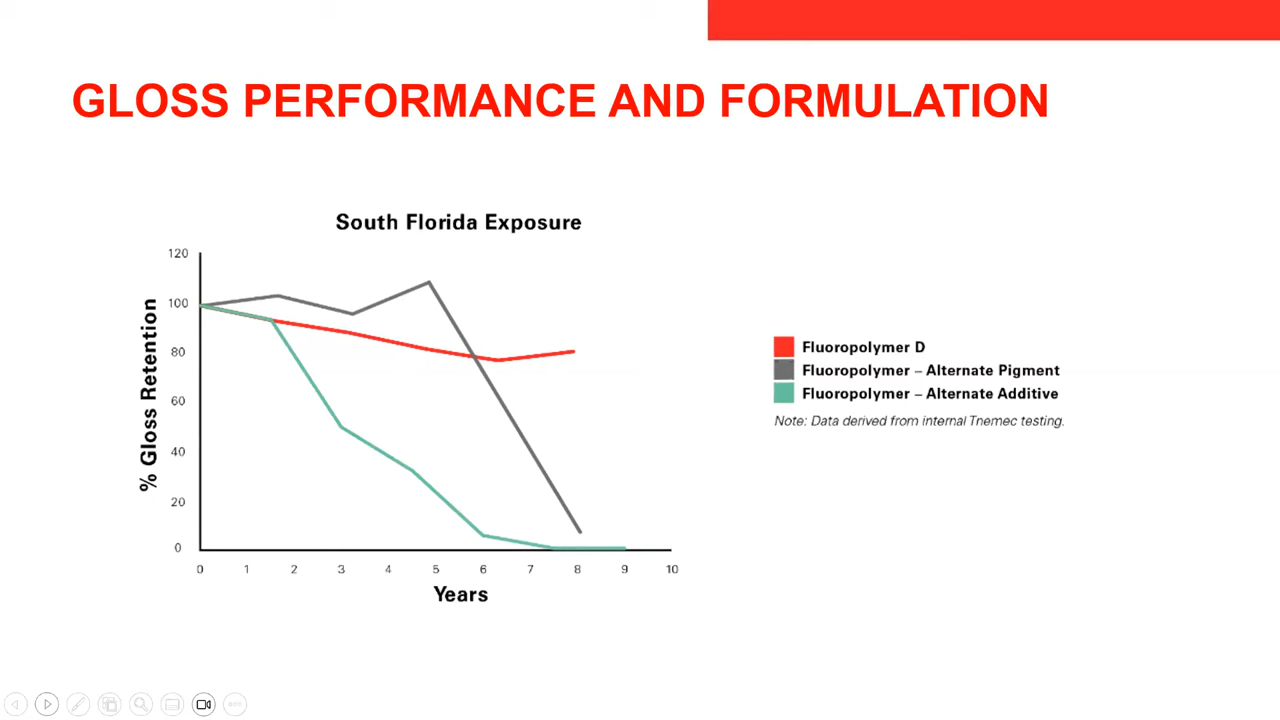 GLOSS PERFORMANCE AND FORMULATION
South Florida Exposure
% Gloss Retention
120
100
80
60
40
20
0
0 1 2 3 4 5 6 7 8 9 10
Years
Fluoropolymer D
Fluoropolymer – Alternate Pigment
Fluoropolymer – Alternate Additive
Note: Data derived from internal Tnemec testing.